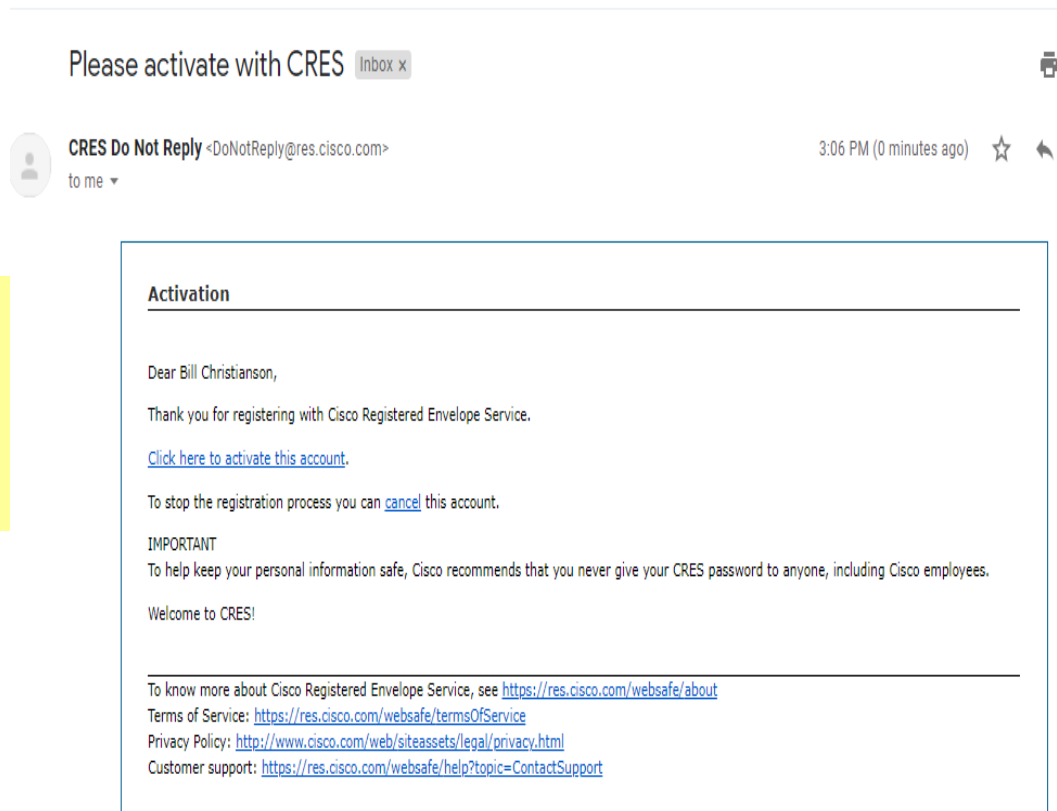 Please activate with CRES Inbox x
CRES Do Not Reply <DoNotReply@res.cisco.com> 3:06 PM (0 minutes ago)
to me
Activation
Dear Bill Christianson,
Thank you for registering with Cisco Registered Envelope Service.
Click here to activate this account.
To stop the registration process you can cancel this account.
IMPORTANT
To help keep your personal information safe, Cisco recommends that you never give your CRES password to anyone, including Cisco employees.
Welcome to CRES!
To know more about Cisco Registered Envelope Service, see https://res.cisco.com/websafe/about
Terms of Service: https://res.cisco.com/websafe/termsOfService
Privacy Policy: http://www.cisco.com/web/siteassets/legal/privacy.html
Customer support: https://res.cisco.com/websafe/help?topic=ContactSupport